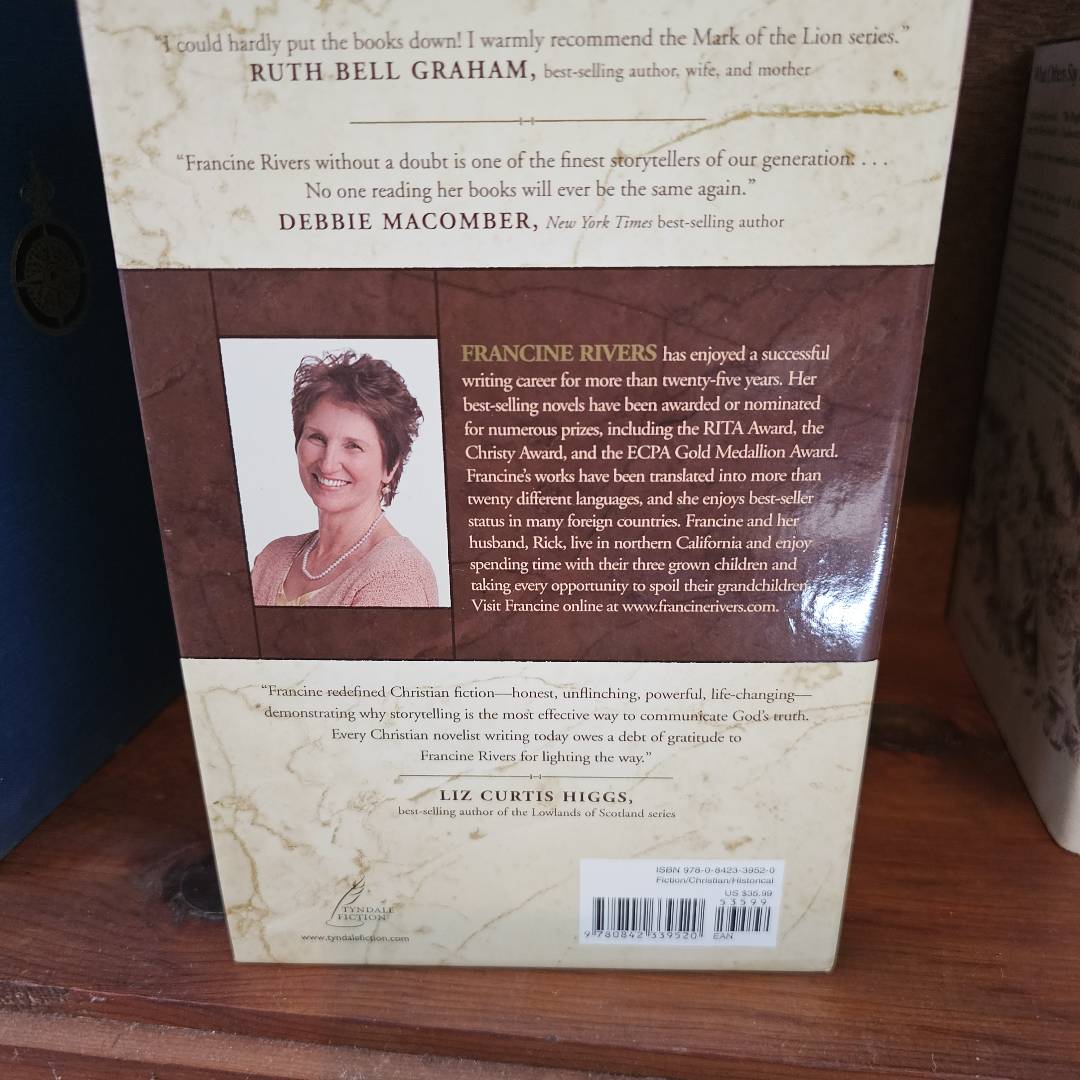 "I could hardly put the books down! I warmly recommend the Mark of the Lion series."
RUTH BELL GRAHAM, best-selling author, wife, and mother
"Francine Rivers without a doubt is one of the finest storytellers of our generation. . . .
No one reading her books will ever be the same again."
DEBBIE MACOMBER, New York Times best-selling author
FRANCINE RIVERS has enjoyed a successful
writing career for more than twenty-five years. Her
best-selling novels have been awarded or nominated
for numerous prizes, including the RITA Award, the
Christy Award, and the ECPA Gold Medallion Award.
Francine's works have been translated into more than
twenty different languages, and she enjoys best-seller
status in many foreign countries. Francine and her
husband, Rick, live in northern California and enjoy
spending time with their three grown children and
taking every opportunity to spoil their grandchildren.
Visit Francine online at www.francinerivers.com.
"Francine redefined Christian fiction—honest, unflinching, powerful, life-changing—
demonstrating why storytelling is the most effective way to communicate God's truth.
Every Christian novelist writing today owes a debt of gratitude to
Francine Rivers for lighting the way."
LIZ CURTIS HIGGS,
best-selling author of the Lowlands of Scotland series
TYNDALE
FICTION
www.tyndalefiction.com
ISBN 978-0-8423-3952-0
Fiction/Christian/Historical
US $35.99
53599
9 780842 339520
EAN